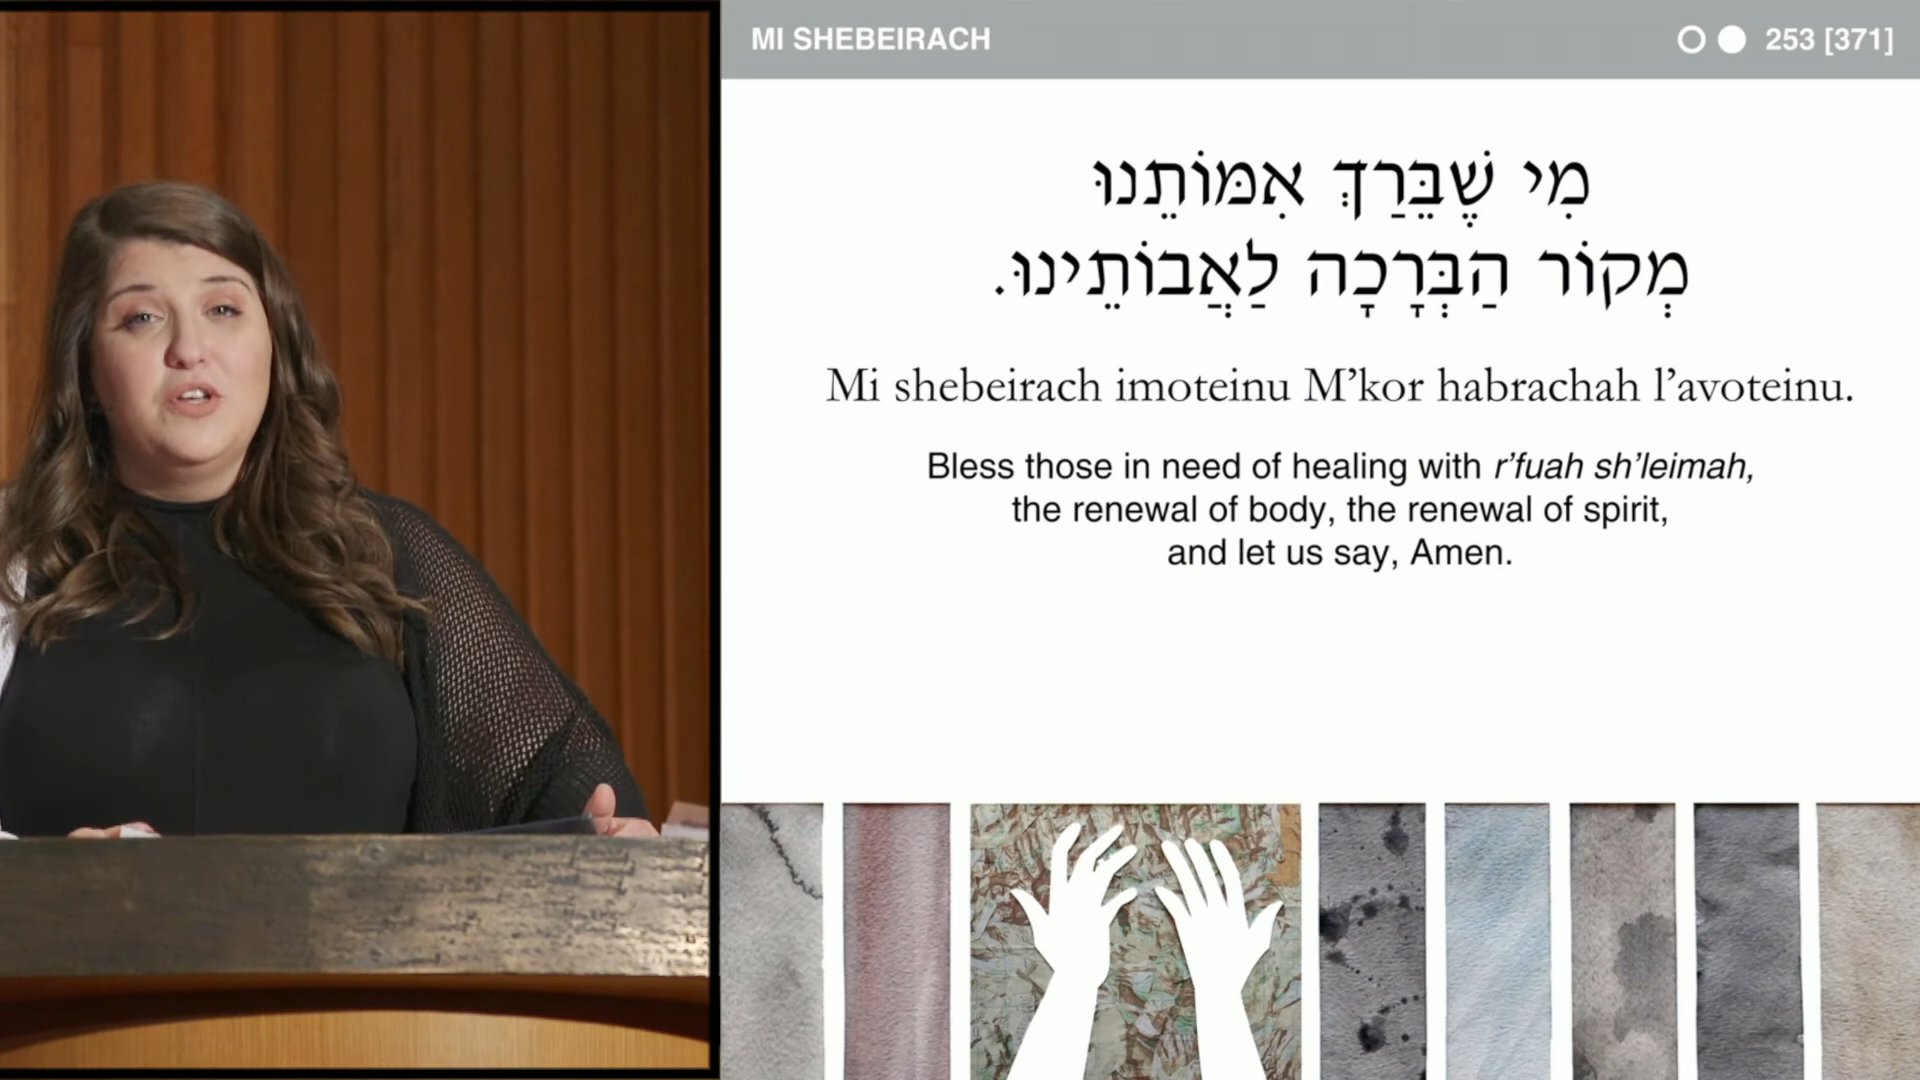 MI SHEBEIRACH
253 [371]
מִי שֶׁבֵּרַךְ אִמּוֹתֵנוּ
מְקוֹר הַבְּרָכָה לַאֲבוֹתֵינוּ.
Mi shebeirach imoteinu M’kor habrachah l’avoteinu.
Bless those in need of healing with r’fuah sh’leimah,
the renewal of body, the renewal of spirit,
and let us say, Amen.